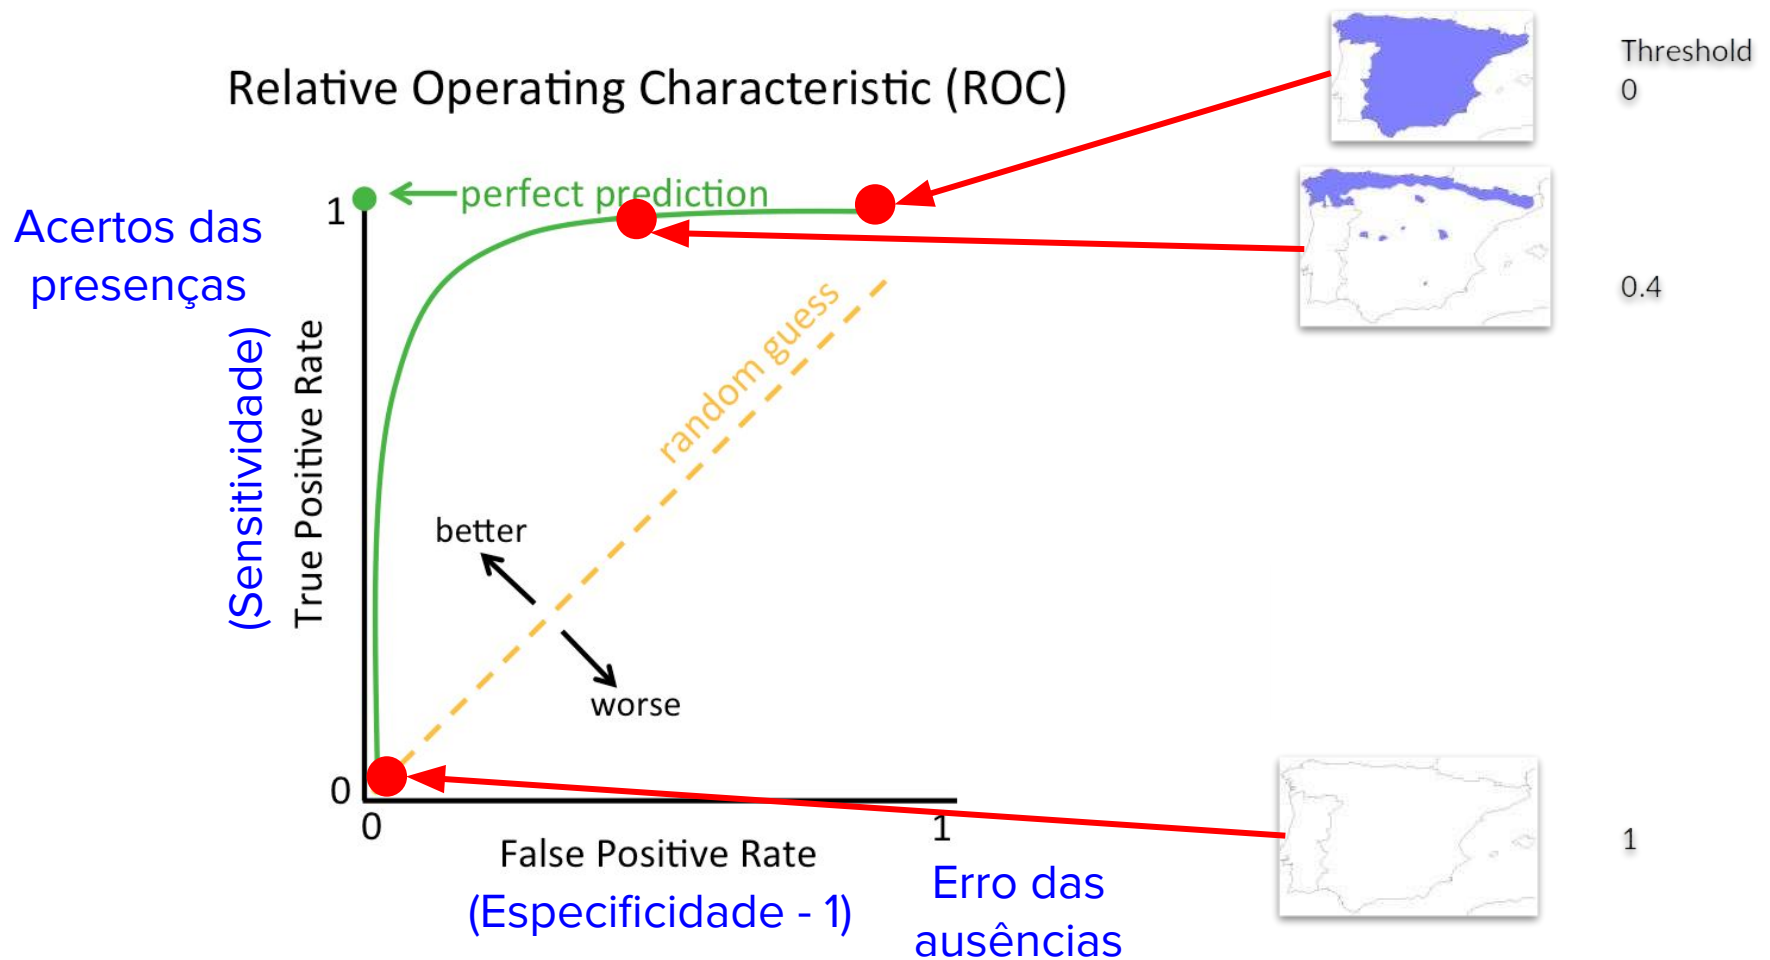 Relative Operating Characteristic (ROC)
Threshold
0
perfect prediction
1
Acertos das
presenças
(Sensitividade)
True Positive Rate
0.4
random guess
better
worse
0
0
1
1
False Positive Rate
(Especificidade - 1)
Erro das
ausências